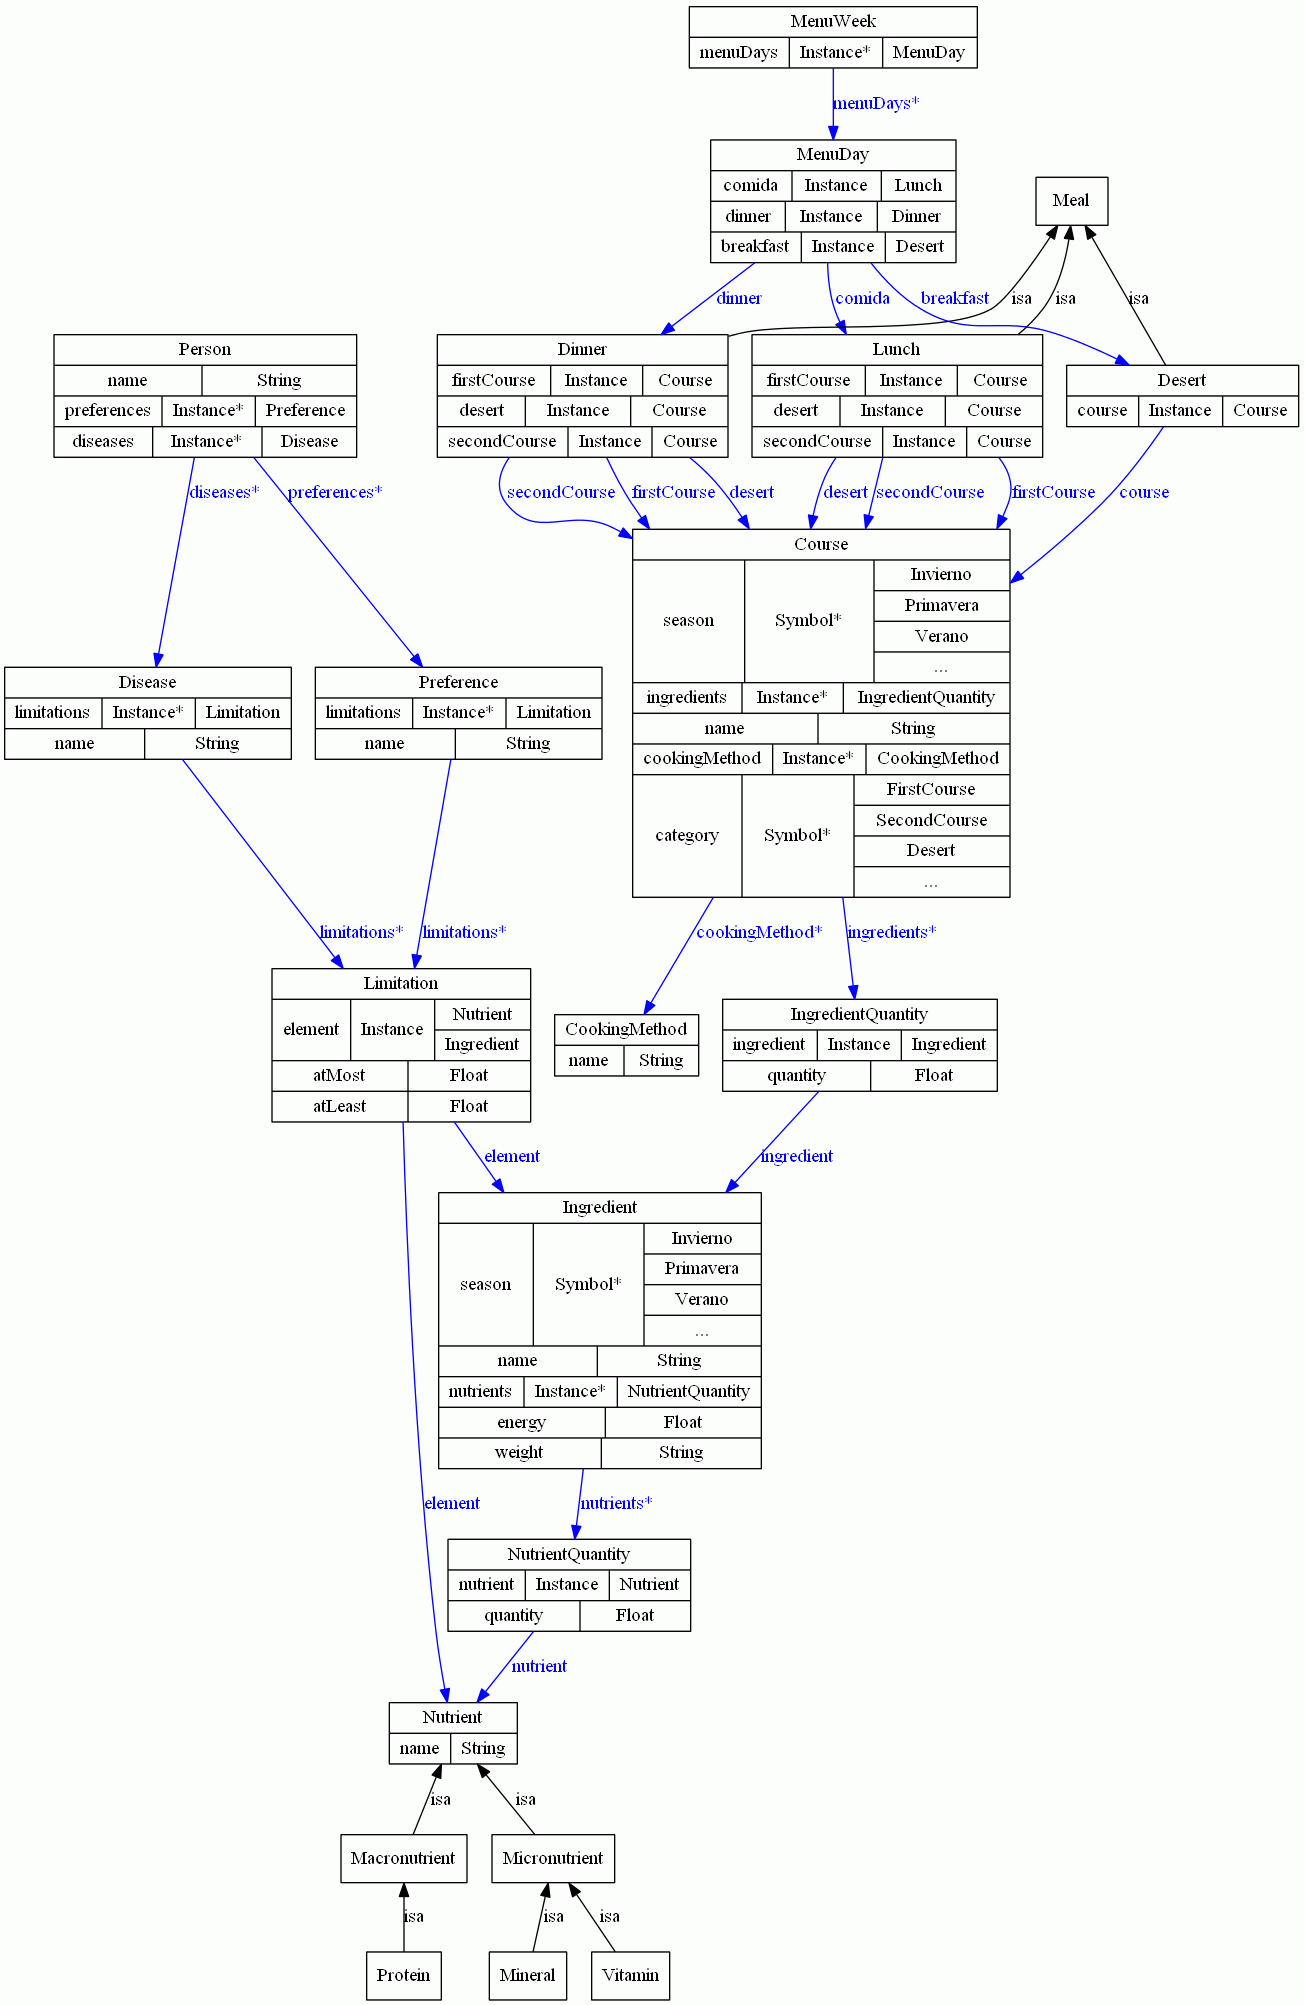 MenuWeek
menuDays Instance* MenuDay
menuDays*
MenuDay
comida Instance Lunch
dinner Instance Dinner
breakfast Instance Desert
Meal
dinner comida breakfast isa isa isa
Person
name String
preferences Instance* Preference
diseases Instance* Disease
Dinner
firstCourse Instance Course
desert Instance Course
secondCourse Instance Course
Lunch
firstCourse Instance Course
desert Instance Course
secondCourse Instance Course
Desert
course Instance Course
diseases* preferences* secondCourse firstCourse desert desert secondCourse firstCourse course
Course
season Symbol* Invierno
Primavera
Verano
...
ingredients Instance* IngredientQuantity
name String
cookingMethod Instance* CookingMethod
category Symbol* FirstCourse
SecondCourse
Desert
...
Disease
limitations Instance* Limitation
name String
Preference
limitations Instance* Limitation
name String
limitations* limitations* cookingMethod* ingredients*
Limitation
element Instance Nutrient
Ingredient
atMost Float
atLeast Float
CookingMethod
name String
IngredientQuantity
ingredient Instance Ingredient
quantity Float
element ingredient
Ingredient
season Symbol* Invierno
Primavera
Verano
...
name String
nutrients Instance* NutrientQuantity
energy Float
weight String
element nutrients*
NutrientQuantity
nutrient Instance Nutrient
quantity Float
nutrient
Nutrient
name String
isa isa
Macronutrient Micronutrient
isa isa isa
Protein Mineral Vitamin